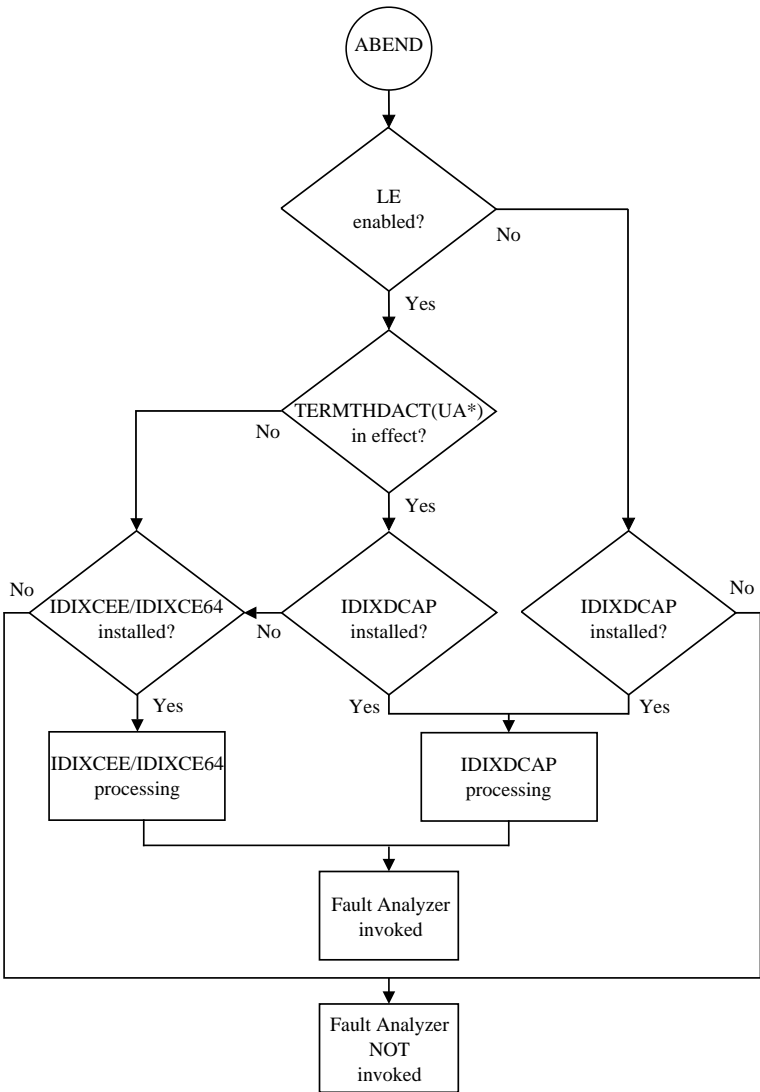 ABEND
LE
enabled?
No
Yes
TERMTHDACT(UA*)
in effect?
No
Yes
No
IDIXCEE/IDIXCE64
installed?
No
IDIXDCAP
installed?
IDIXDCAP
installed?
No
Yes
Yes
Yes
IDIXCEE/IDIXCE64
processing
IDIXDCAP
processing
Fault Analyzer
invoked
Fault Analyzer
NOT
invoked